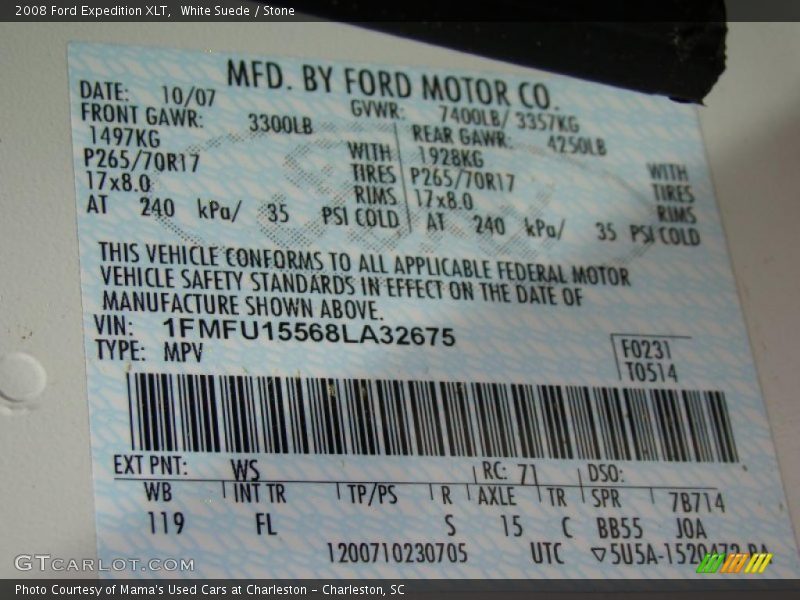 2008 Ford Expedition XLT, White Suede / Stone
MFD. BY FORD MOTOR CO.
DATE: 10/07 GVWR: 7400LB/ 3357KG
FRONT GAWR: 3300LB REAR GAWR: 4250LB
1497KG WITH 1928KG WITH
P265/70R17 TIRES P265/70R17 TIRES
17x8.0 RIMS 17x8.0 RIMS
AT 240 kPa/ 35 PSI COLD AT 240 kPa/ 35 PSI COLD
THIS VEHICLE CONFORMS TO ALL APPLICABLE FEDERAL MOTOR
VEHICLE SAFETY STANDARDS IN EFFECT ON THE DATE OF
MANUFACTURE SHOWN ABOVE.
VIN: 1FMFU15568LA32675
TYPE: MPV
F0231
T0514
EXT PNT: WS RC: 71 DSO:
WB INT TR TP/PS R AXLE TR SPR 7B714
119 FL S 15 C BB55 J0A
1200710230705 UTC ▽5U5A-1520472-BA
GTCARLOT.COM
Photo Courtesy of Mama's Used Cars at Charleston - Charleston, SC